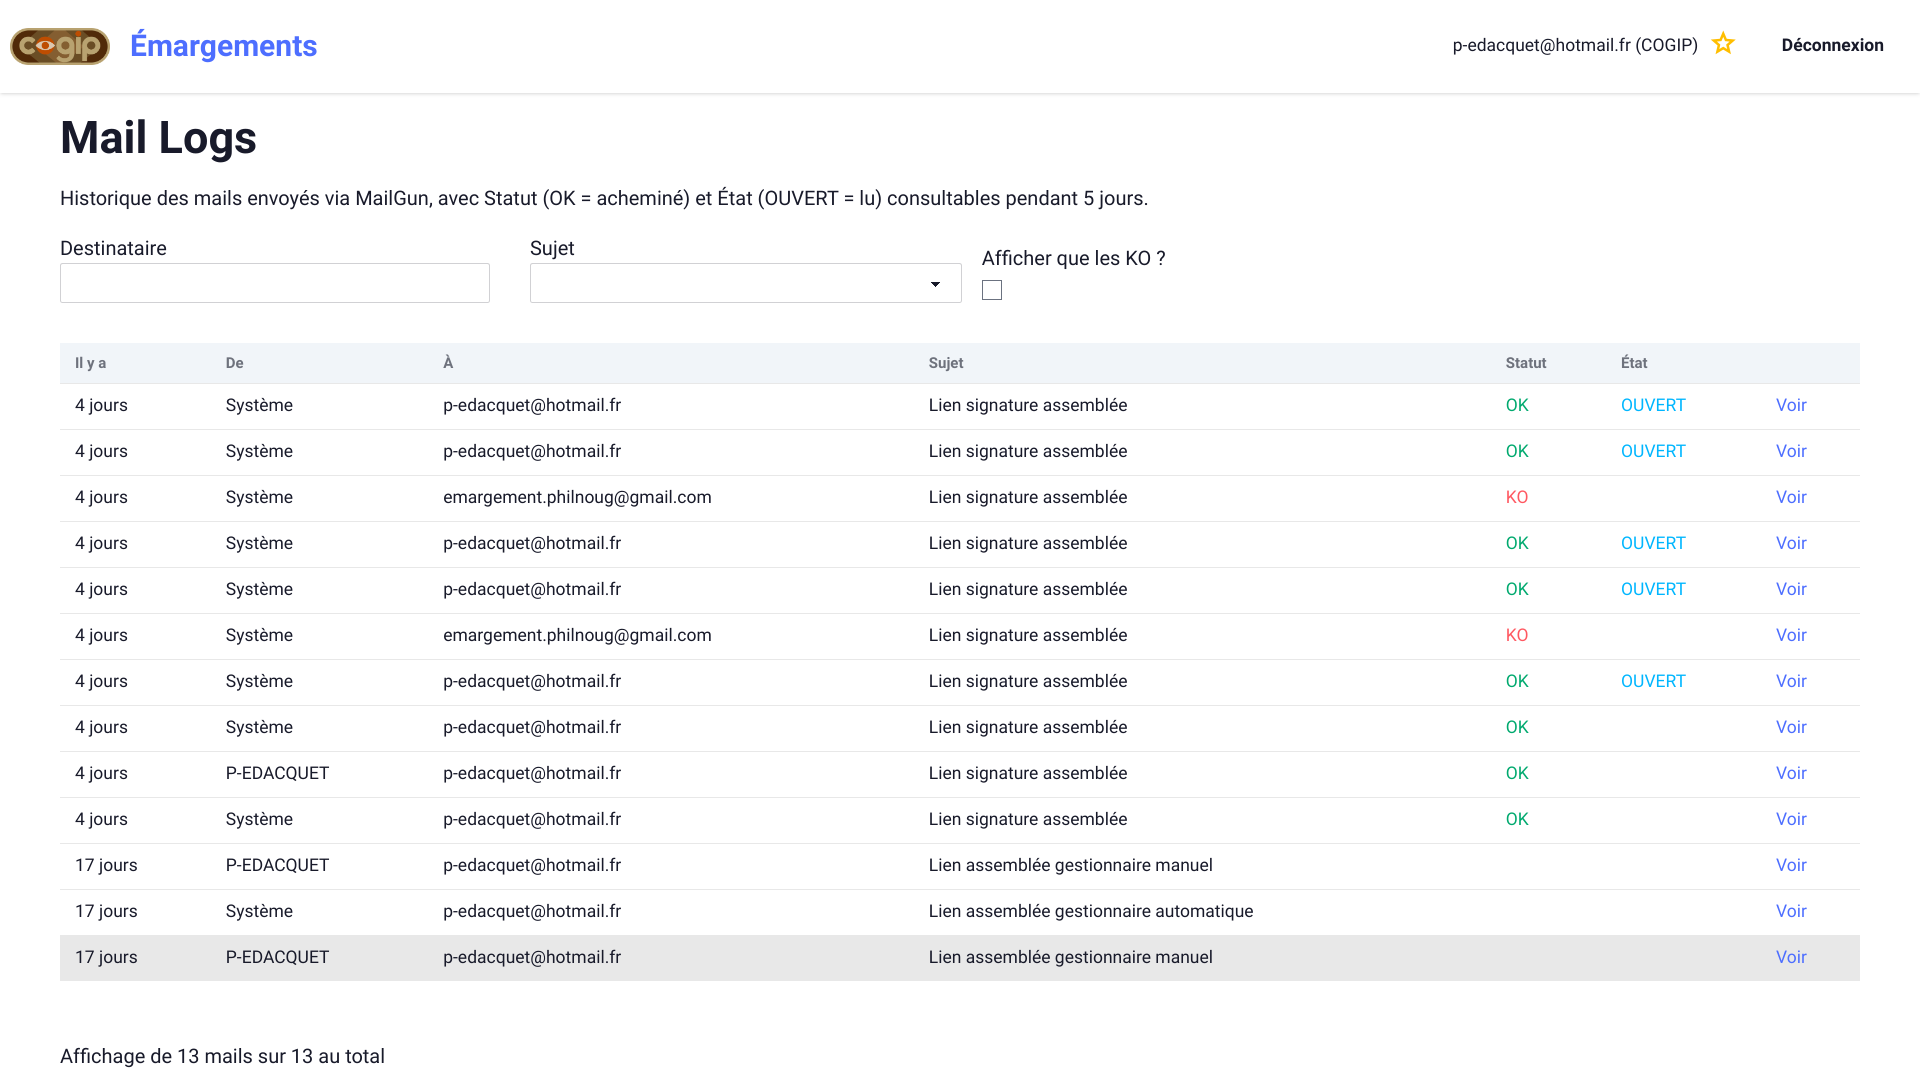 cogip Émargements p-edacquet@hotmail.fr (COGIP) Déconnexion
Mail Logs
Historique des mails envoyés via MailGun, avec Statut (OK = acheminé) et État (OUVERT = lu) consultables pendant 5 jours.
Destinataire Sujet Afficher que les KO ?
Il y a De À Sujet Statut État
4 jours Système p-edacquet@hotmail.fr Lien signature assemblée OK OUVERT Voir
4 jours Système p-edacquet@hotmail.fr Lien signature assemblée OK OUVERT Voir
4 jours Système emargement.philnoug@gmail.com Lien signature assemblée KO Voir
4 jours Système p-edacquet@hotmail.fr Lien signature assemblée OK OUVERT Voir
4 jours Système p-edacquet@hotmail.fr Lien signature assemblée OK OUVERT Voir
4 jours Système emargement.philnoug@gmail.com Lien signature assemblée KO Voir
4 jours Système p-edacquet@hotmail.fr Lien signature assemblée OK OUVERT Voir
4 jours Système p-edacquet@hotmail.fr Lien signature assemblée OK Voir
4 jours P-EDACQUET p-edacquet@hotmail.fr Lien signature assemblée OK Voir
4 jours Système p-edacquet@hotmail.fr Lien signature assemblée OK Voir
17 jours P-EDACQUET p-edacquet@hotmail.fr Lien assemblée gestionnaire manuel Voir
17 jours Système p-edacquet@hotmail.fr Lien assemblée gestionnaire automatique Voir
17 jours P-EDACQUET p-edacquet@hotmail.fr Lien assemblée gestionnaire manuel Voir
Affichage de 13 mails sur 13 au total